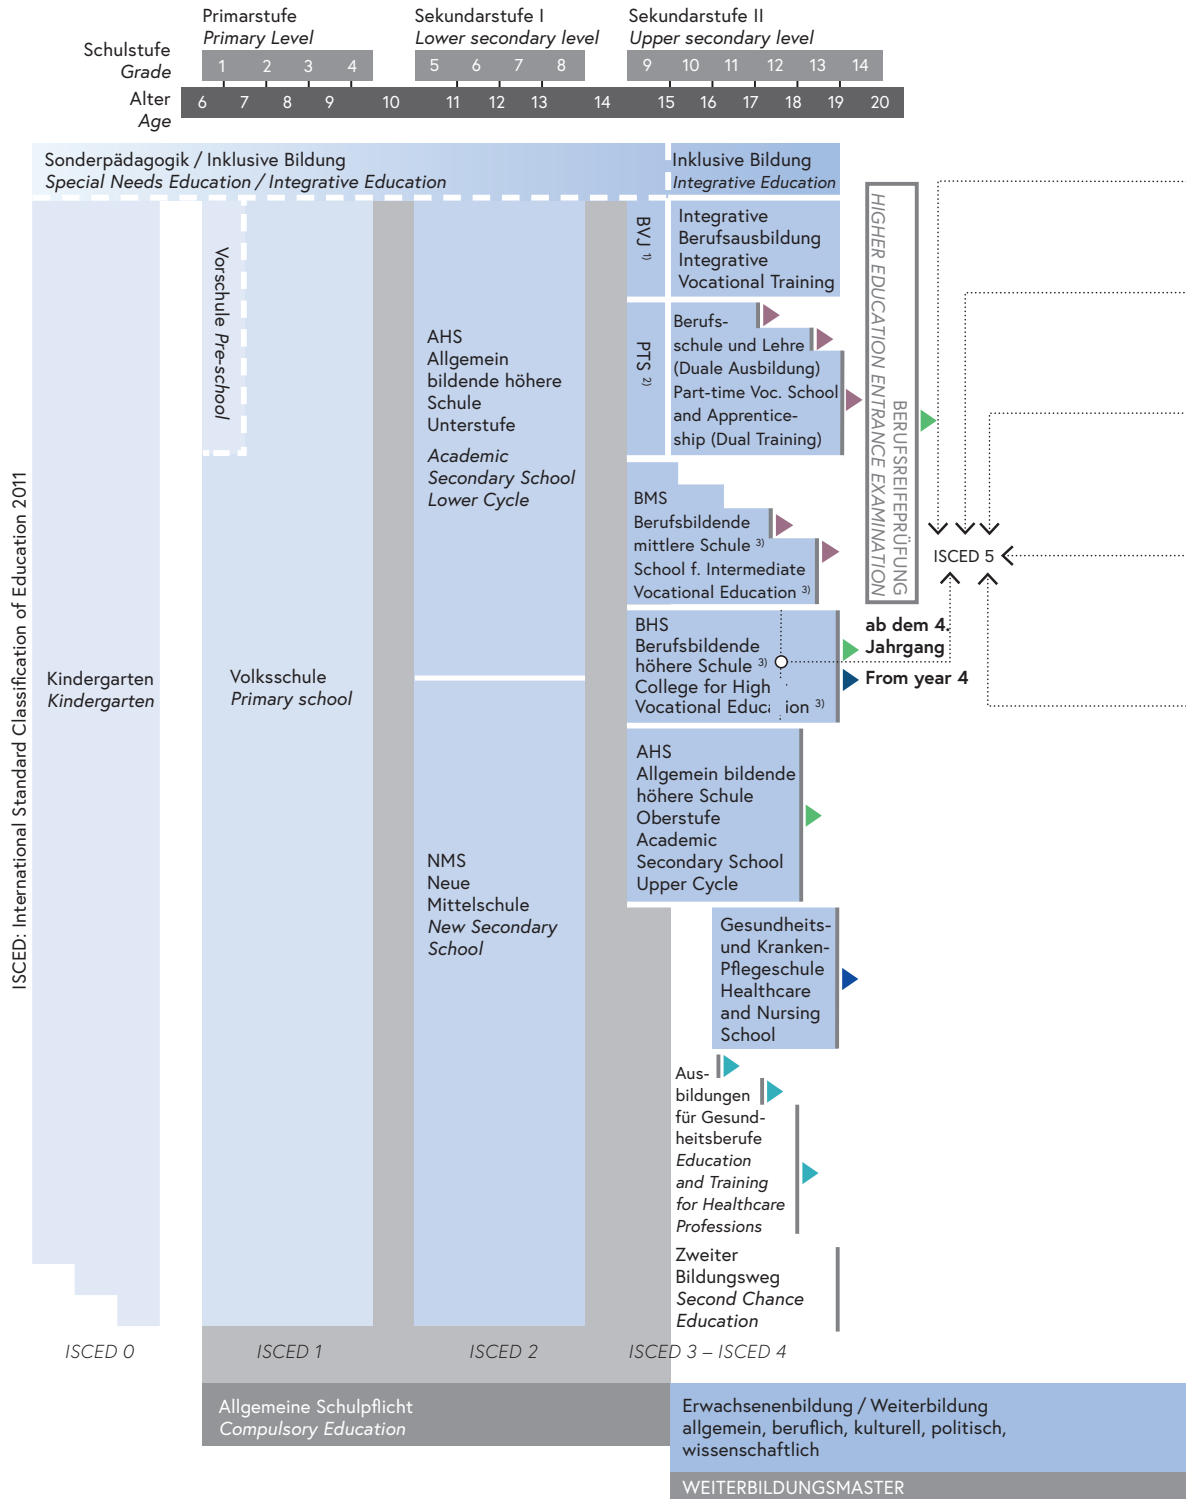 Primarstufe
Primary Level
Sekundarstufe I
Lower secondary level
Sekundarstufe II
Upper secondary level
Schulstufe
Grade
1 2 3 4 5 6 7 8 9 10 11 12 13 14
Alter
Age
6 7 8 9 10 11 12 13 14 15 16 17 18 19 20
Sonderpädagogik / Inklusive Bildung
Special Needs Education / Integrative Education
Inklusive Bildung
Integrative Education
ISCED: International Standard Classification of Education 2011
Kindergarten
Kindergarten
Vorschule Pre-school
Volksschule
Primary school
AHS
Allgemein
bildende höhere
Schule
Unterstufe
Academic
Secondary School
Lower Cycle
NMS
Neue
Mittelschule
New Secondary
School
BVJ 1)
Integrative
Berufsausbildung
Integrative
Vocational Training
PTS 2)
Berufs-
schule und Lehre
(Duale Ausbildung)
Part-time Voc. School
and Apprentice-
ship (Dual Training)
BMS
Berufsbildende
mittlere Schule 3)
School f. Intermediate
Vocational Education 3)
BHS
Berufsbildende
höhere Schule 3)
College for High
Vocational Educ ion 3)
AHS
Allgemein bildende
höhere Schule
Oberstufe
Academic
Secondary School
Upper Cycle
Gesundheits-
und Kranken-
Pflegeschule
Healthcare
and Nursing
School
Aus-
bildungen
für Gesund-
heitsberufe
Education
and Training
for Healthcare
Professions
Zweiter
Bildungsweg
Second Chance
Education
BERUFSREIFEPRÜFUNG
HIGHER EDUCATION ENTRANCE EXAMINATION
ISCED 5
ab dem 4.
Jahrgang
From year 4
ISCED 0
ISCED 1
ISCED 2
ISCED 3 – ISCED 4
Allgemeine Schulpflicht
Compulsory Education
Erwachsenenbildung / Weiterbildung
allgemein, beruflich, kulturell, politisch,
wissenschaftlich
WEITERBILDUNGSMASTER